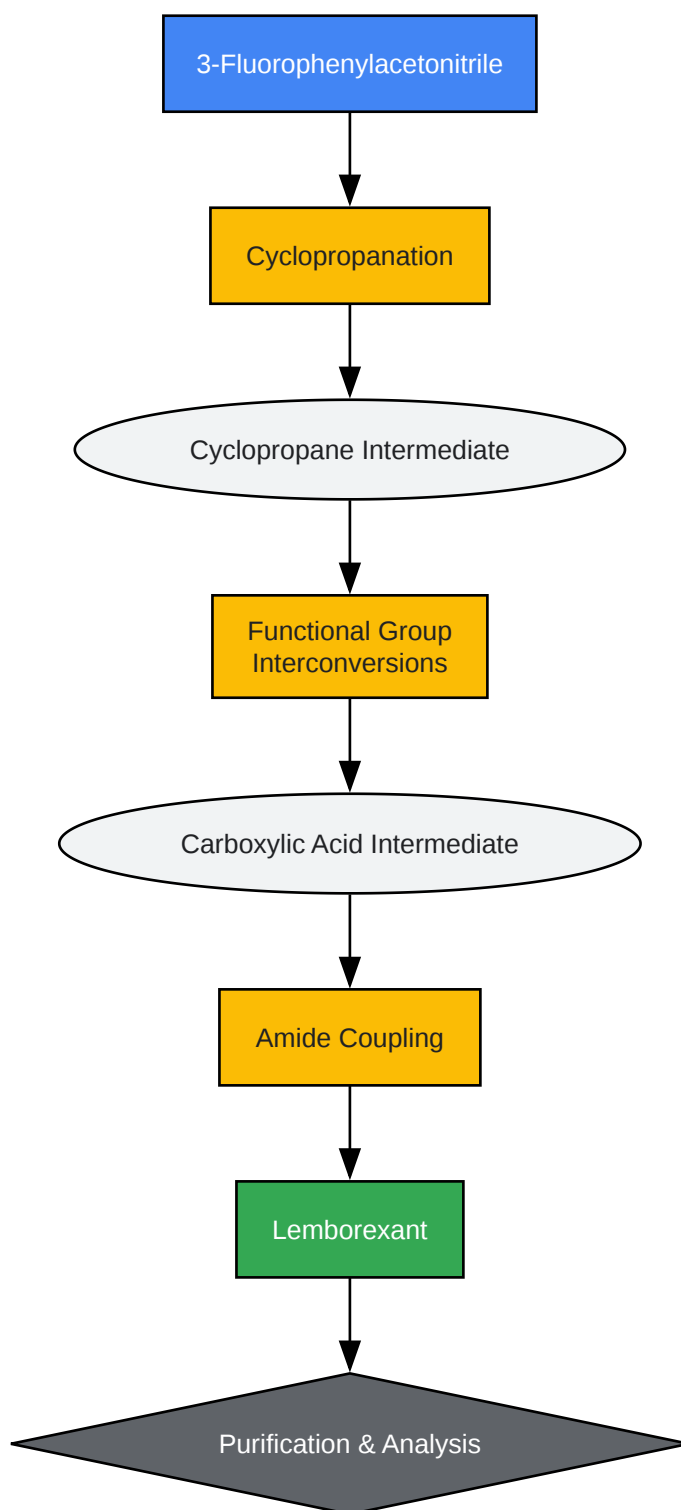 3-Fluorophenylacetonitrile
Cyclopropanation
Cyclopropane Intermediate
Functional Group
Interconversions
Carboxylic Acid Intermediate
Amide Coupling
Lemborexant
Purification & Analysis